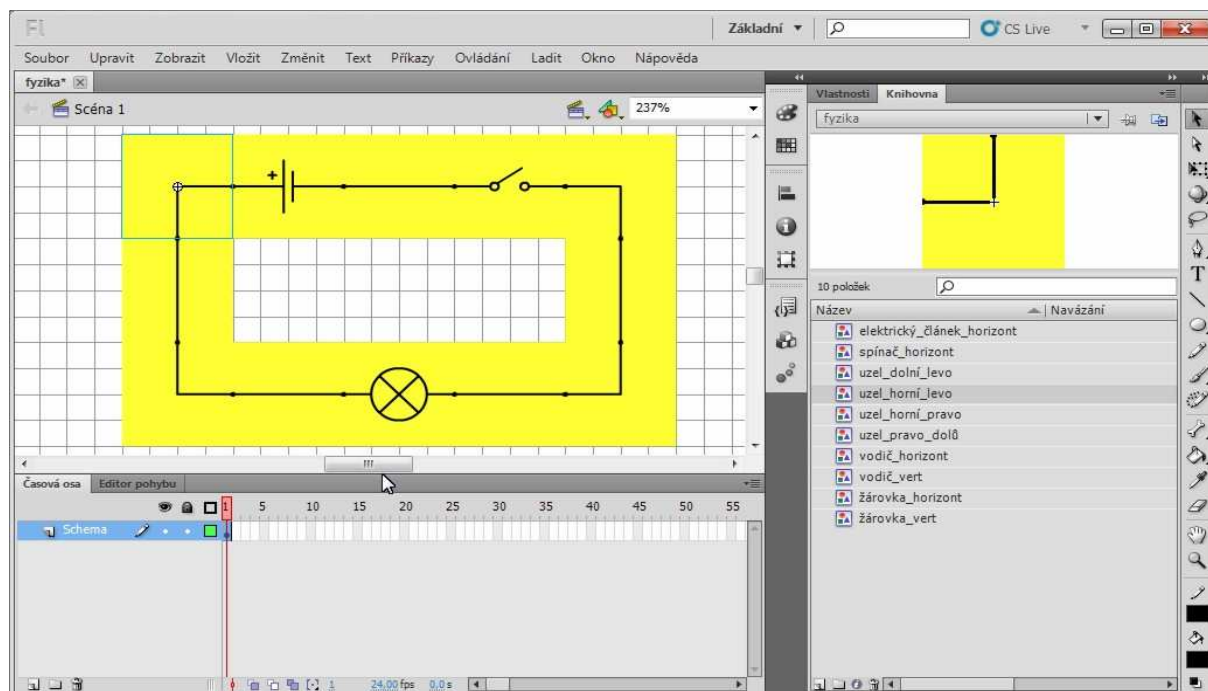 Fl Základní CS Live
Soubor Upravit Zobrazit Vložit Změnit Text Příkazy Ovládání Ladit Okno Nápověda
fyzika*
Scéna 1 237%
Vlastnosti Knihovna
fyzika
10 položek
Název Navázání
elektrický_článek_horizont
spínač_horizont
uzel_dolní_levo
uzel_horní_levo
uzel_horní_pravo
uzel_pravo_dolů
vodič_horizont
vodič_vert
žárovka_horizont
žárovka_vert
Časová osa Editor pohybu
1 5 10 15 20 25 30 35 40 45 50 55
Schema
1 24.00 fps 0.0 s